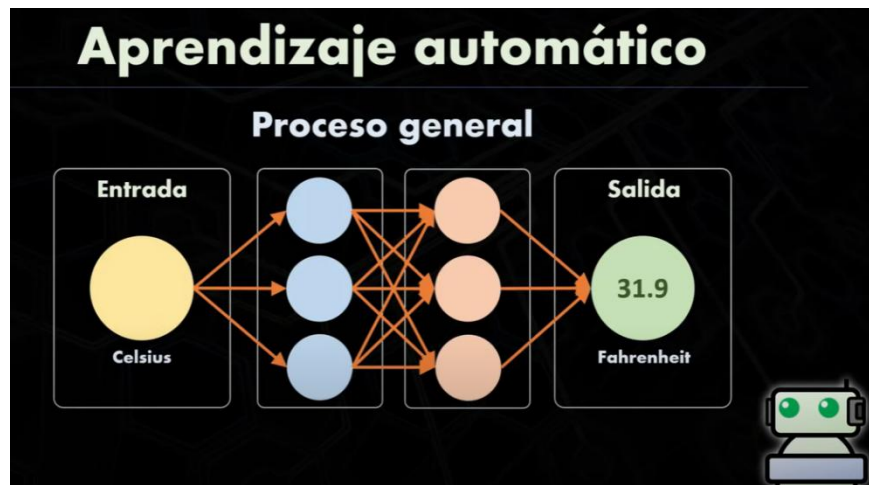 Aprendizaje automático
Proceso general
Entrada
Salida
31.9
Celsius
Fahrenheit